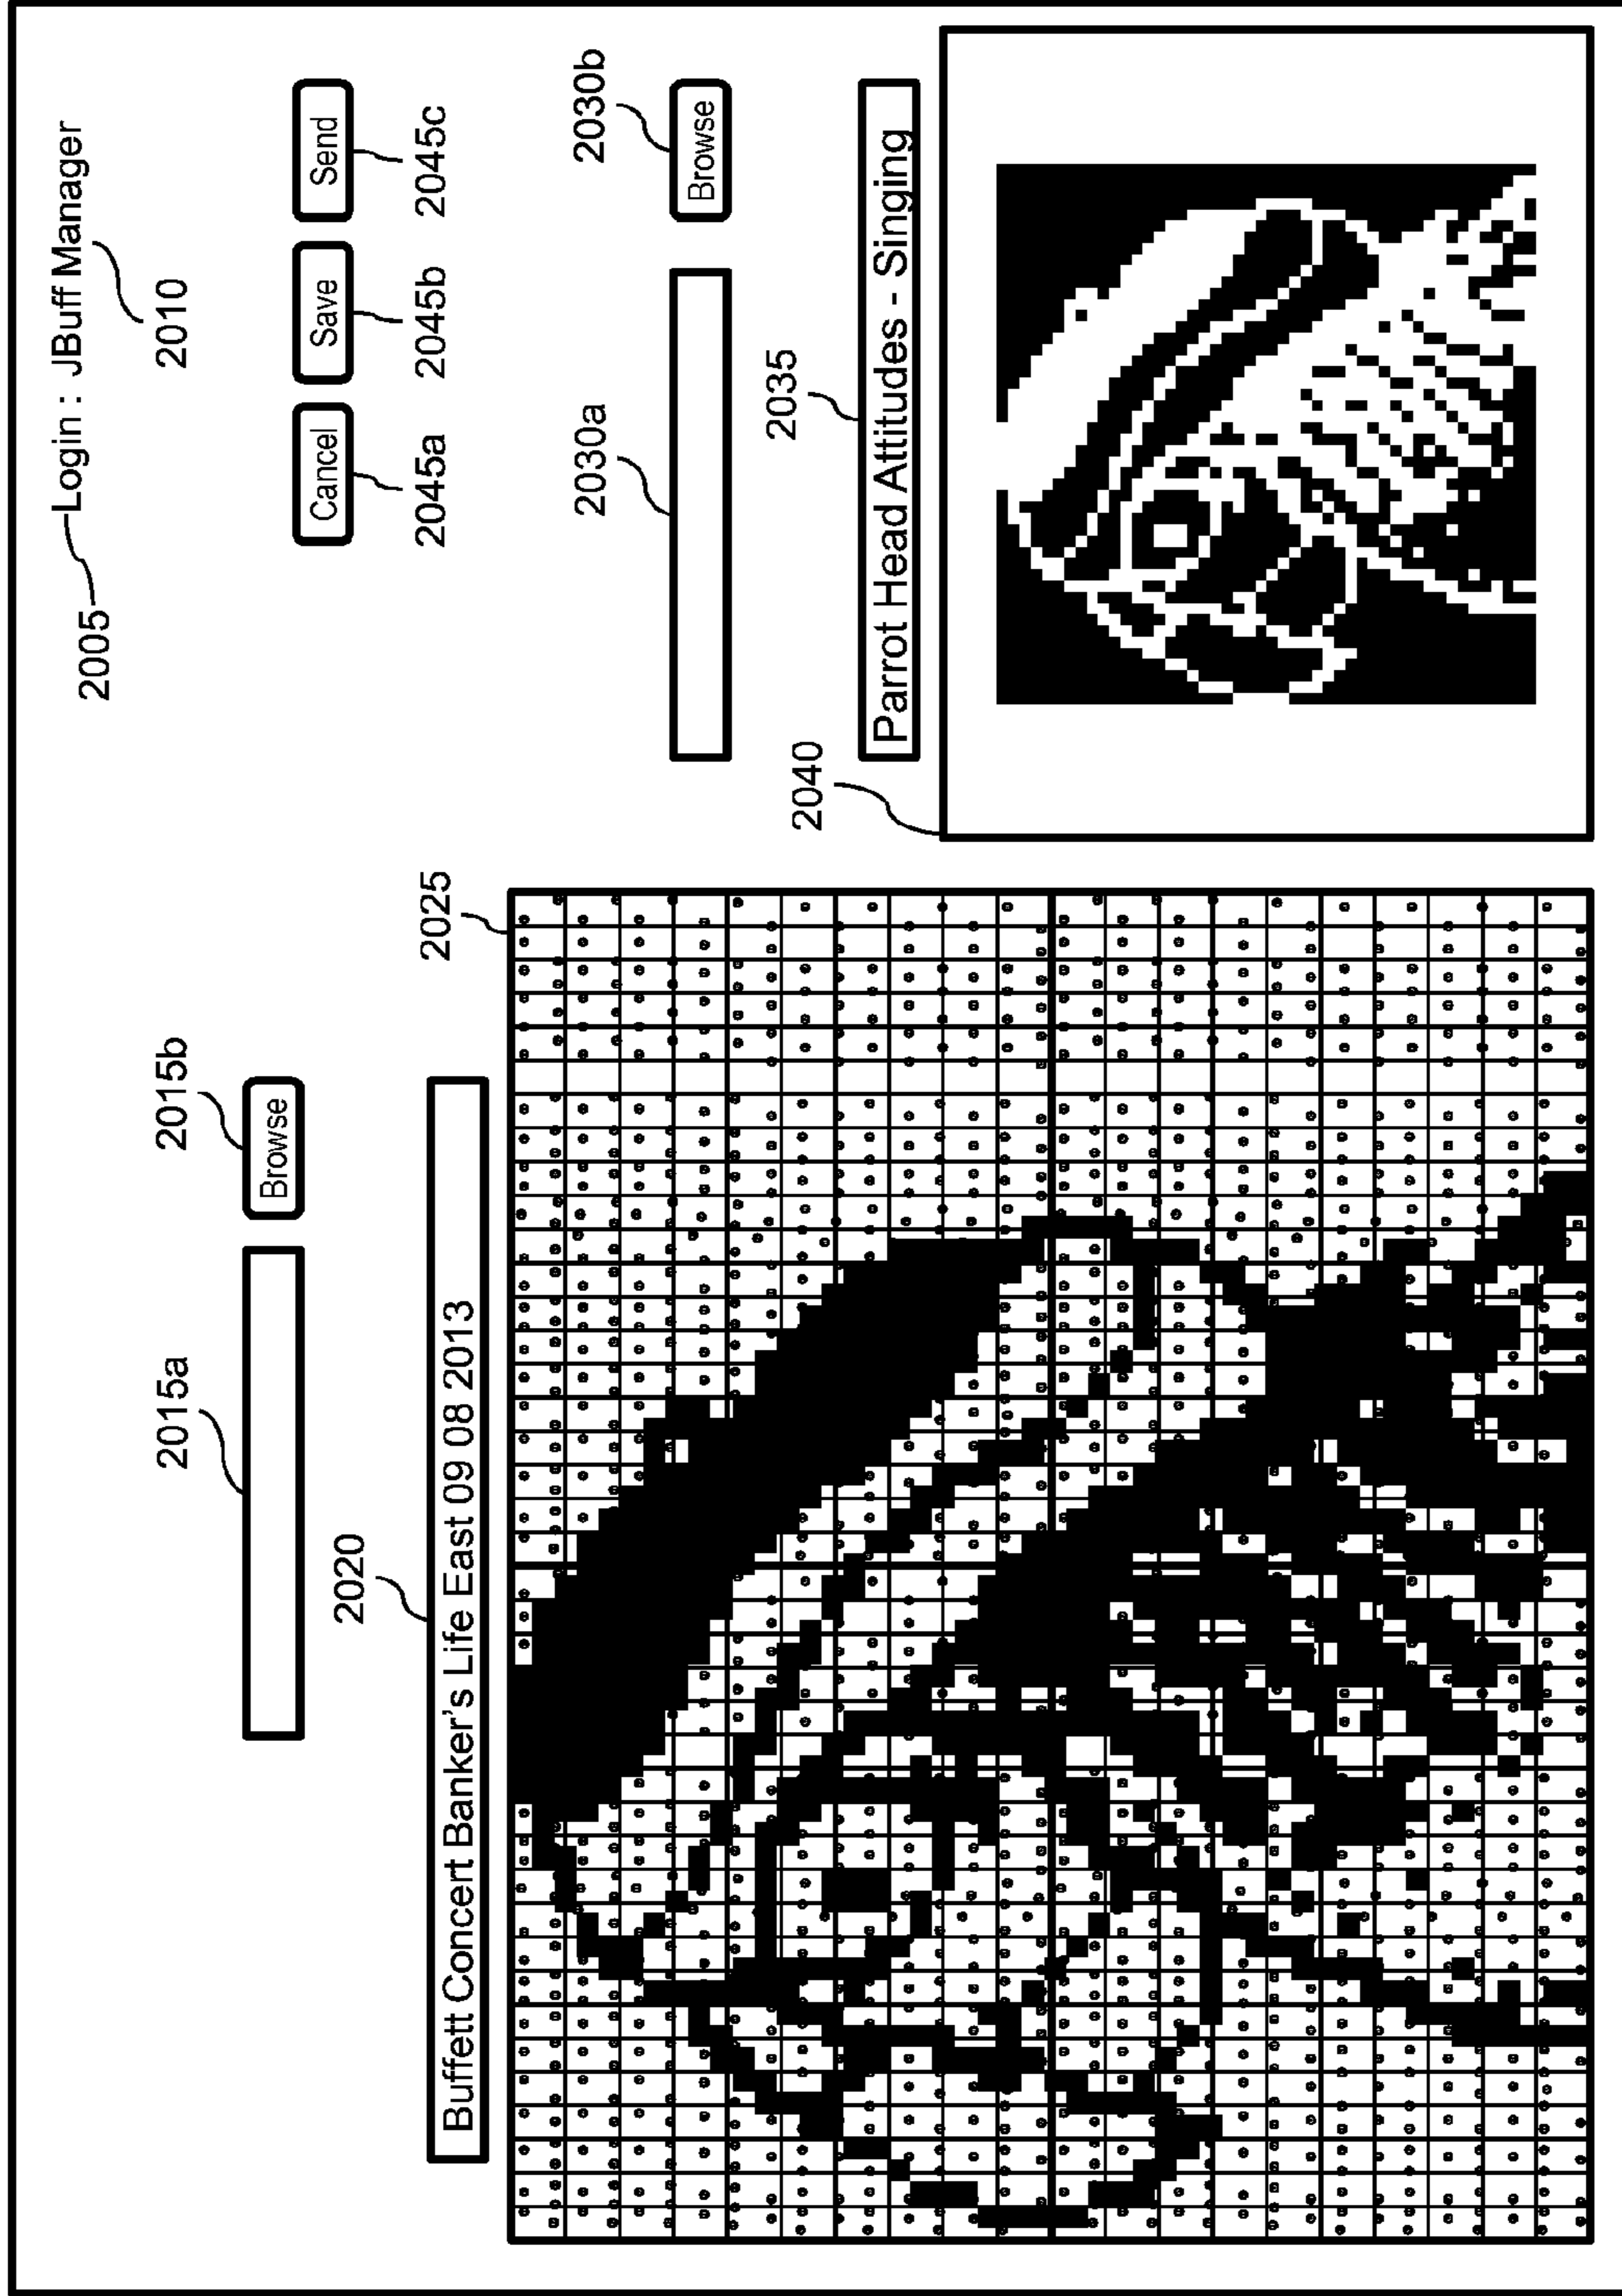 2005
Login : JBuff Manager
2010
2015a
2015b
Browse
Cancel
Save
Send
2045a
2045b
2045c
2020
Buffett Concert Banker's Life East 09 08 2013
2025
2030a
2030b
Browse
2035
Parrot Head Attitudes - Singing
2040